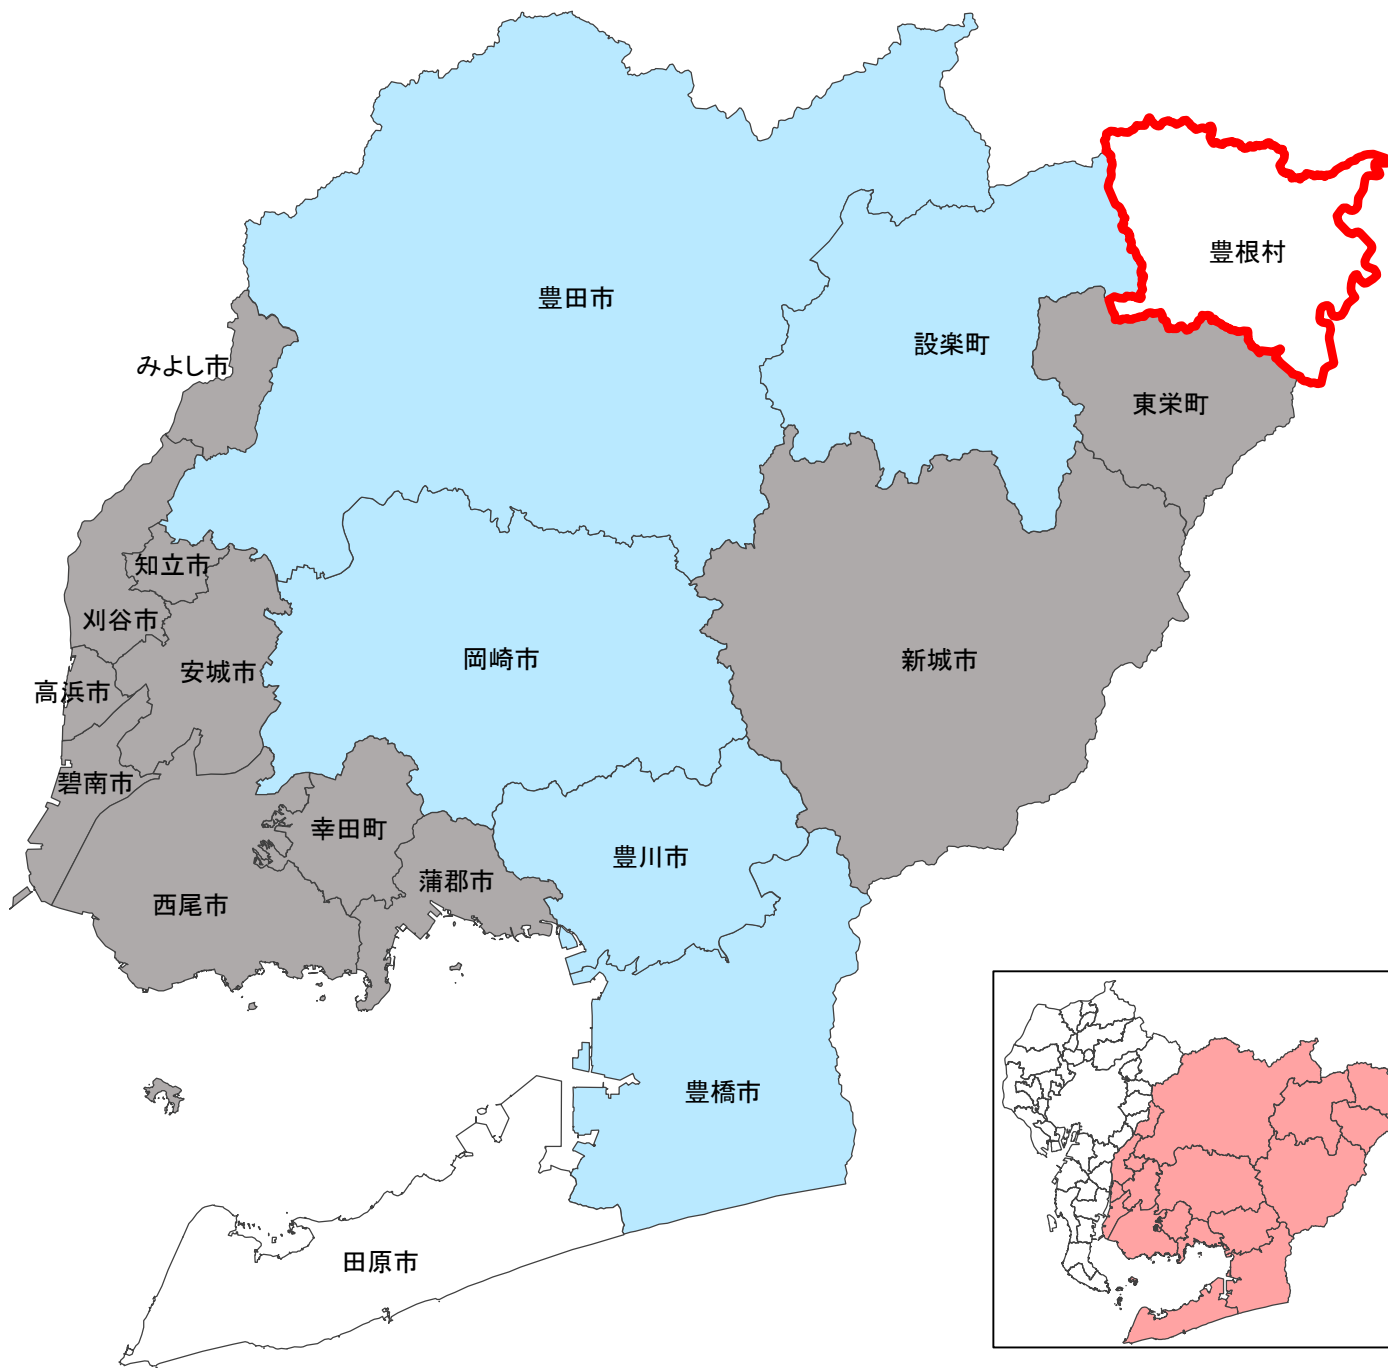 豊根村
豊田市
設楽町
みよし市
東栄町
知立市
刈谷市
岡崎市
新城市
安城市
高浜市
碧南市
幸田町
豊川市
蒲郡市
西尾市
豊橋市
田原市